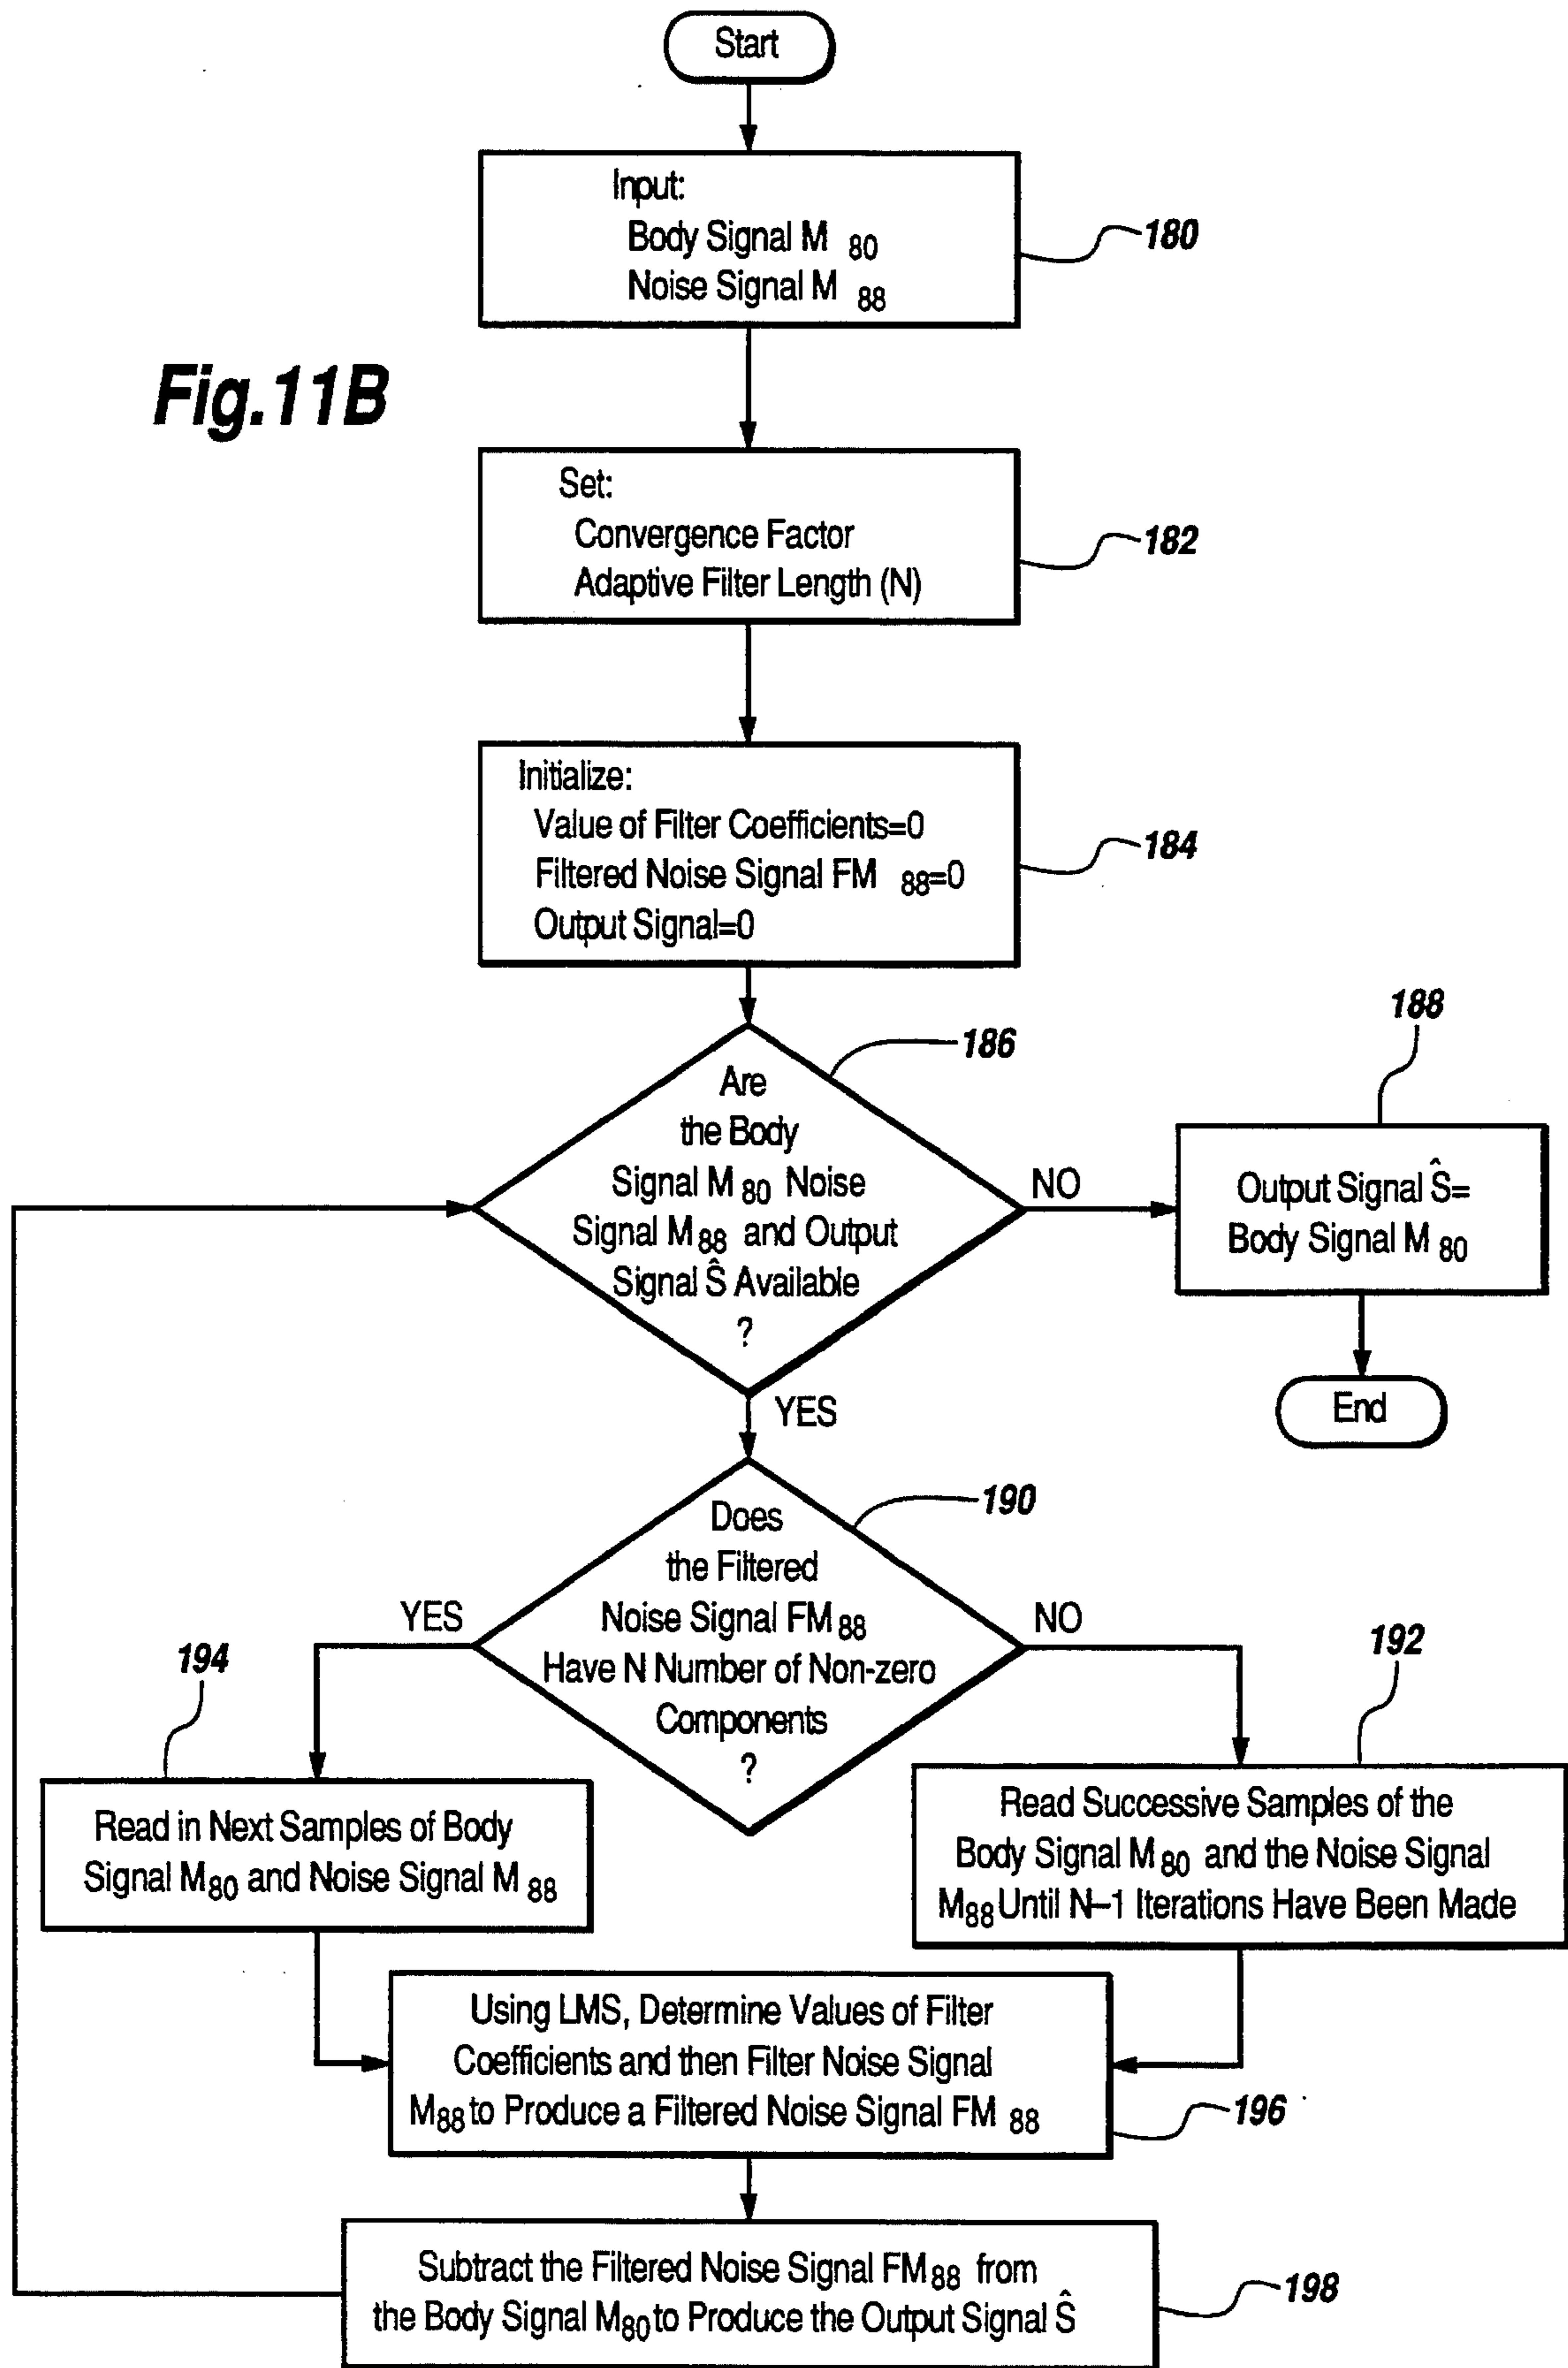 Start
Input:
Body Signal M 80
Noise Signal M 88
180
Fig.11B
Set:
Convergence Factor
Adaptive Filter Length (N)
182
Initialize:
Value of Filter Coefficients=0
Filtered Noise Signal FM 88=0
Output Signal=0
184
186
188
Are
the Body
Signal M 80 Noise
Signal M88 and Output
Signal Ŝ Available
?
NO
Output Signal Ŝ=
Body Signal M 80
End
YES
190
Does
the Filtered
Noise Signal FM 88
Have N Number of Non-zero
Components
?
YES
NO
194
192
Read in Next Samples of Body
Signal M80 and Noise Signal M 88
Read Successive Samples of the
Body Signal M 80 and the Noise Signal
M88 Until N–1 Iterations Have Been Made
Using LMS, Determine Values of Filter
Coefficients and then Filter Noise Signal
M88 to Produce a Filtered Noise Signal FM 88
196
Subtract the Filtered Noise Signal FM 88 from
the Body Signal M80 to Produce the Output Signal Ŝ
198